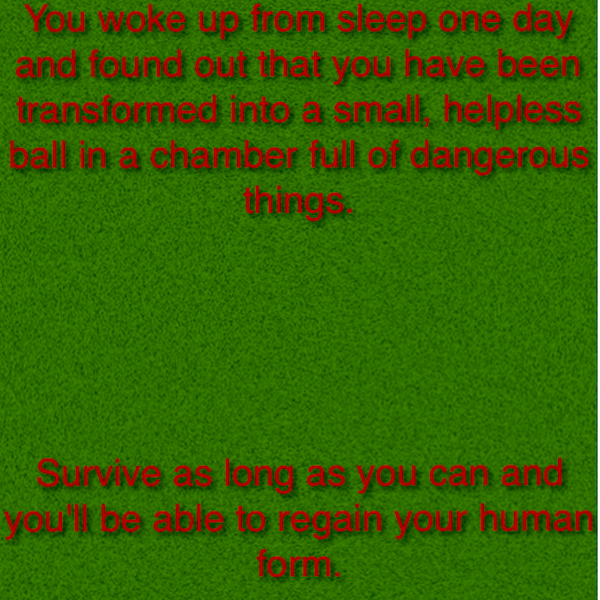 You woke up from sleep one day
and found out that you have been
transformed into a small, helpless
ball in a chamber full of dangerous
things.
Survive as long as you can and
you'll be able to regain your human
form.